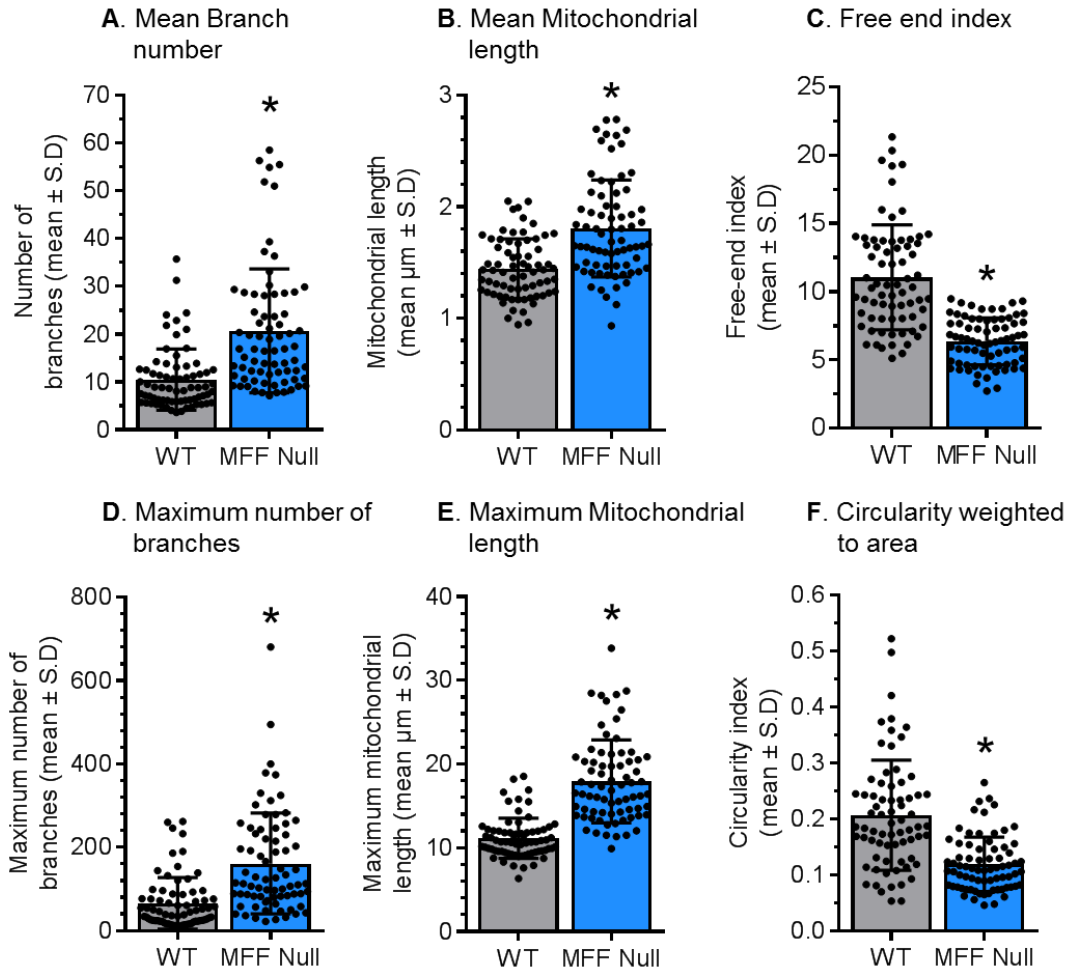 A. Mean Branch
number
Number of
branches (mean ± S.D)
70
60
50
40
30
20
10
0
*
WT
MFF Null
B. Mean Mitochondrial
length
Mitochondrial length
(mean µm ± S.D)
3
2
1
0
*
WT
MFF Null
C. Free end index
Free-end index
(mean ± S.D)
25
20
15
10
5
0
*
WT
MFF Null
D. Maximum number of
branches
Maximum number of
branches (mean ± S.D)
800
600
400
200
0
*
WT
MFF Null
E. Maximum Mitochondrial
length
Maximum mitochondrial
length (mean µm ± S.D)
40
30
20
10
0
*
WT
MFF Null
F. Circularity weighted
to area
Circularity index
(mean ± S.D)
0.6
0.5
0.4
0.3
0.2
0.1
0.0
*
WT
MFF Null